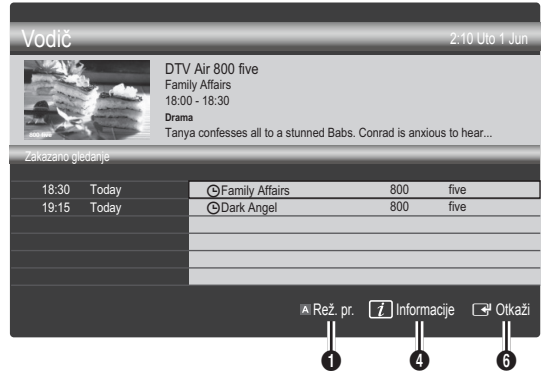 Vodič 2:10 Uto 1 Jun
DTV Air 800 five
Family Affairs
18:00 - 18:30
Drama
Tanya confesses all to a stunned Babs. Conrad is anxious to hear...
800 five
Zakazano gledanje
18:30 Today Family Affairs 800 five
19:15 Today Dark Angel 800 five
A Rež. pr. i Informacije Otkaži
1 4 6